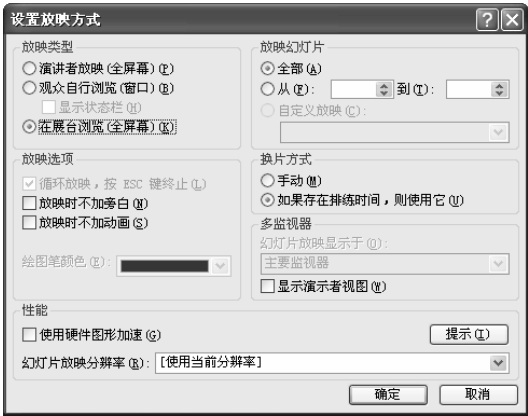 设置放映方式
放映类型
演讲者放映(全屏幕)(P)
观众自行浏览(窗口)(B)
显示状态栏(H)
在展台浏览(全屏幕)(K)
放映幻灯片
全部(A)
从(F): 到(T):
自定义放映(C):
放映选项
循环放映，按 ESC 键终止(L)
放映时不加旁白(N)
放映时不加动画(S)
绘图笔颜色(E):
换片方式
手动(M)
如果存在排练时间，则使用它(U)
多监视器
幻灯片放映显示于(O):
主要监视器
显示演示者视图(W)
性能
使用硬件图形加速(G)
提示(I)
幻灯片放映分辨率(R): [使用当前分辨率]
确定 取消